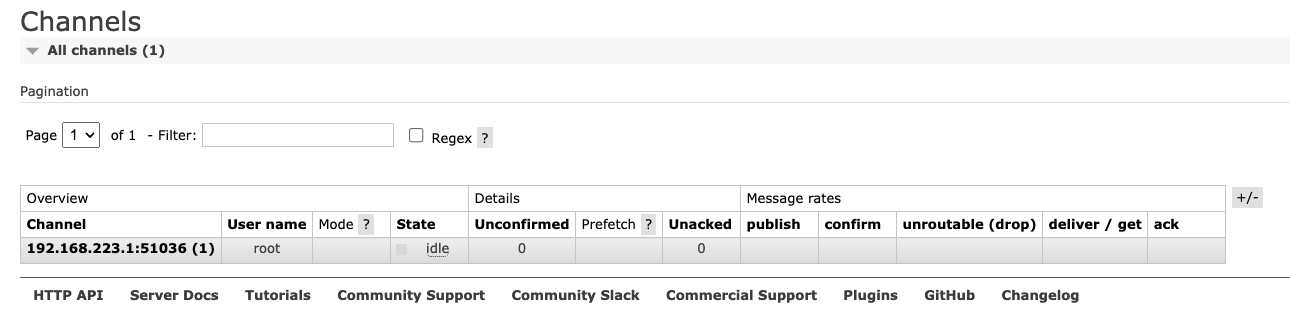 Channels
All channels (1)
Pagination
Page 1 of 1 - Filter: Regex ?
Overview Details Message rates +/-
Channel User name Mode ? State Unconfirmed Prefetch ? Unacked publish confirm unroutable (drop) deliver / get ack
192.168.223.1:51036 (1) root idle 0 0
HTTP API Server Docs Tutorials Community Support Community Slack Commercial Support Plugins GitHub Changelog